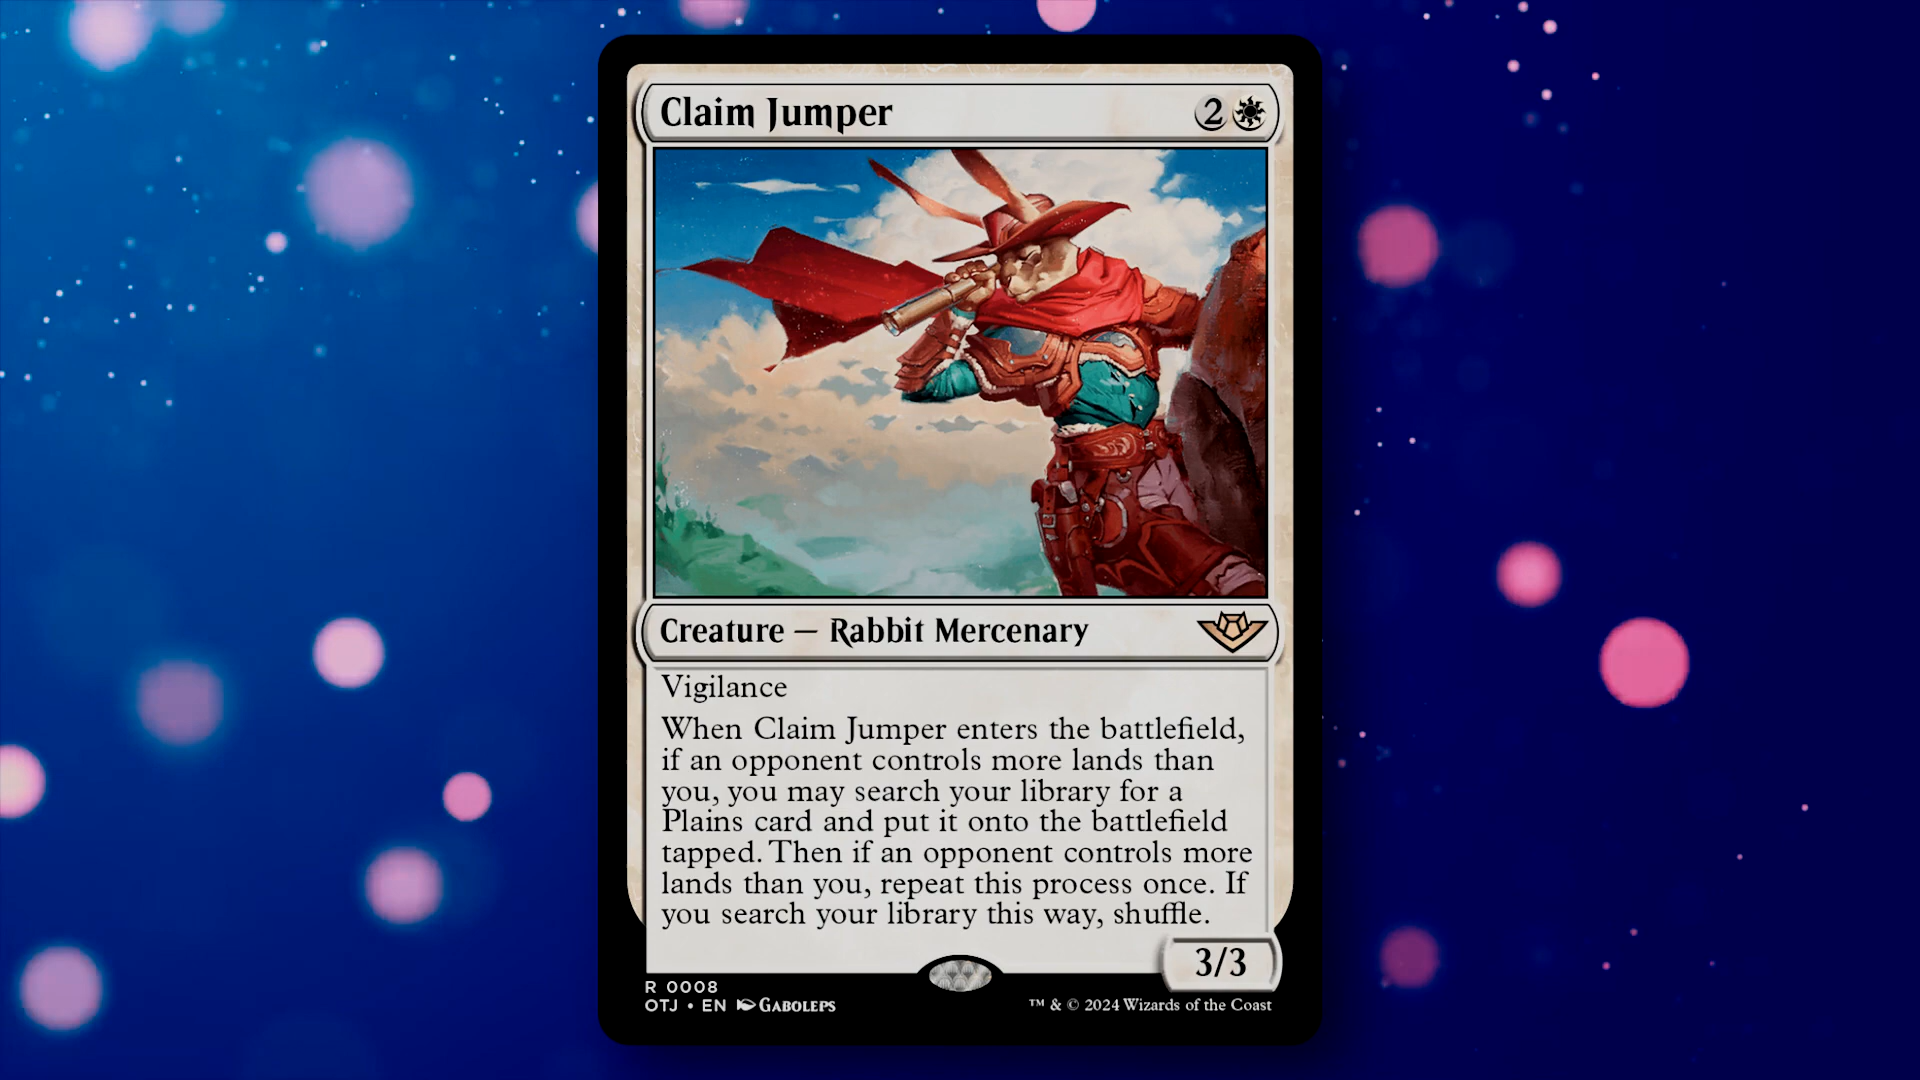 Claim Jumper 2
Creature — Rabbit Mercenary
Vigilance
When Claim Jumper enters the battlefield,
if an opponent controls more lands than
you, you may search your library for a
Plains card and put it onto the battlefield
tapped. Then if an opponent controls more
lands than you, repeat this process once. If
you search your library this way, shuffle.
3/3
R 0008
OTJ • EN Gaboleps
™ & © 2024 Wizards of the Coast